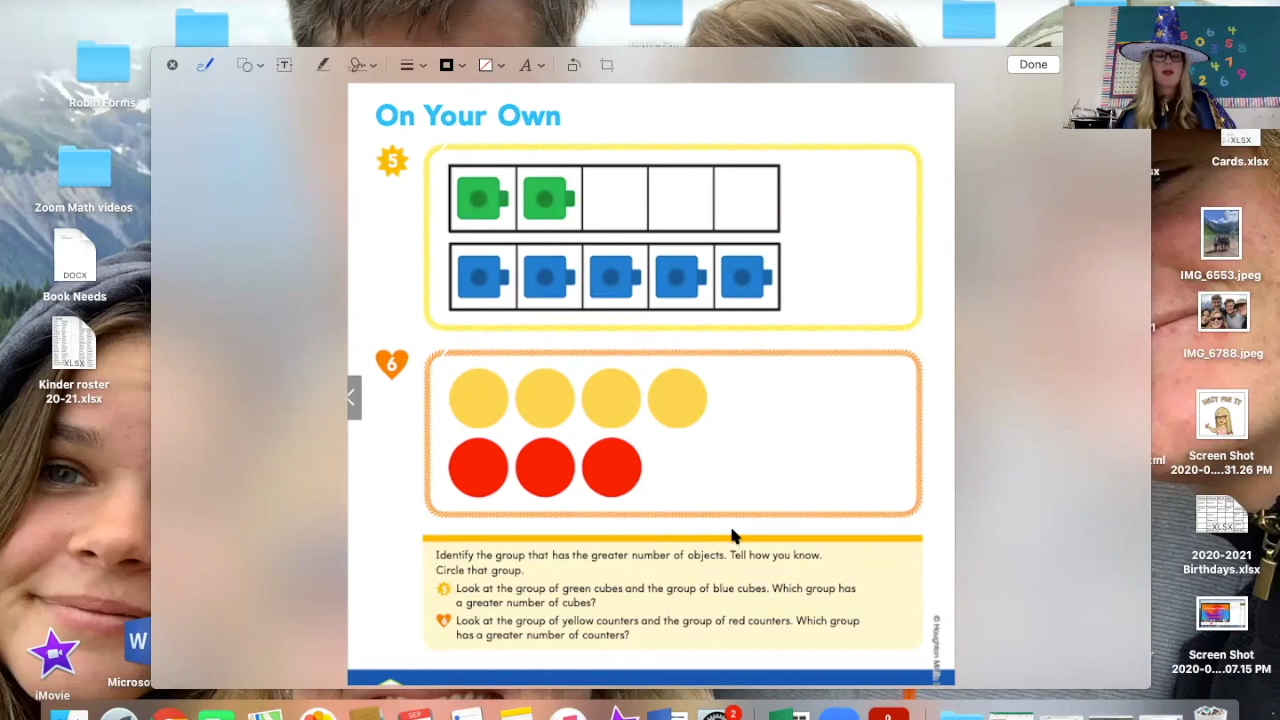 Robin Forms
Zoom Math videos
DOCX
Book Needs
XLSX
Kinder roster
20-21.xlsx
iMovie
W
T
A
Done
On Your Own
5
6
Identify the group that has the greater number of objects. Tell how you know.
Circle that group.
5 Look at the group of green cubes and the group of blue cubes. Which group has
a greater number of cubes?
6 Look at the group of yellow counters and the group of red counters. Which group
has a greater number of counters?
XLSX
Cards.xlsx
IMG_6553.jpeg
IMG_6788.jpeg
Screen Shot
2020-0....31.26 PM
XLSX
2020-2021
Birthdays.xlsx
Screen Shot
2020-0....07.15 PM
SEP
2